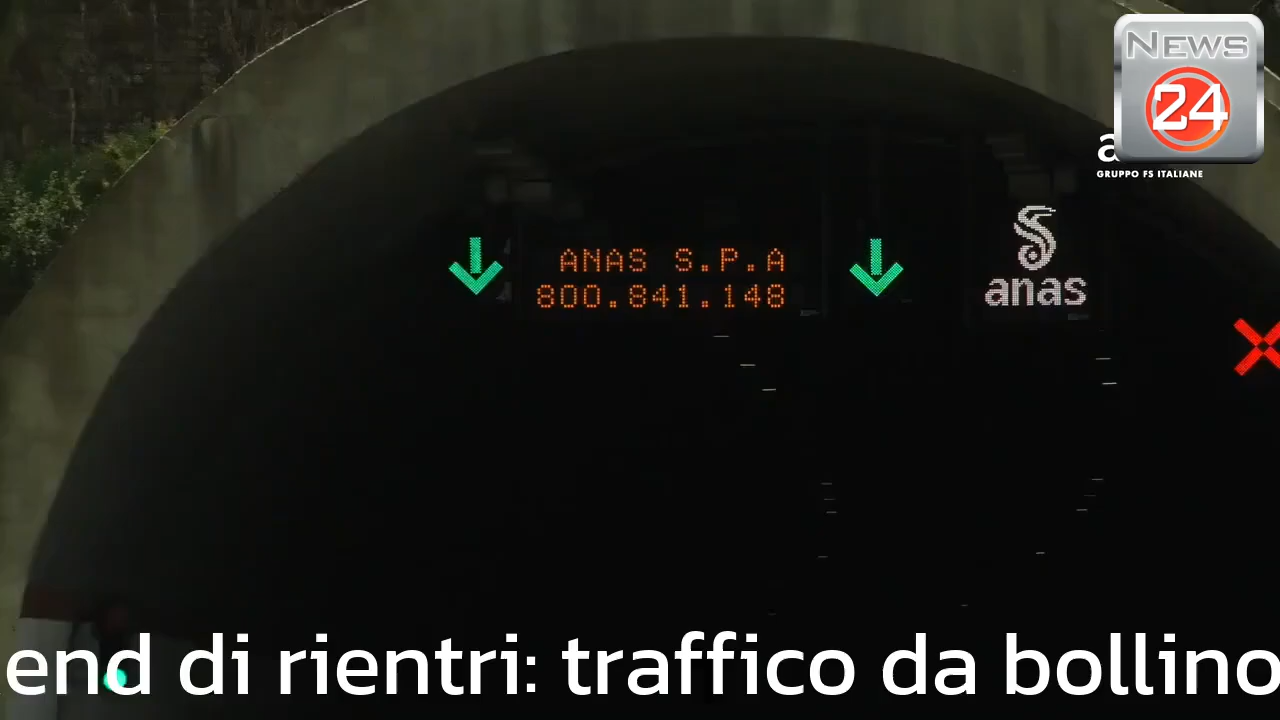 NEWS
24
a
GRUPPO FS ITALIANE
ANAS S.P.A
800.841.148
anas
end di rientri: traffico da bollino